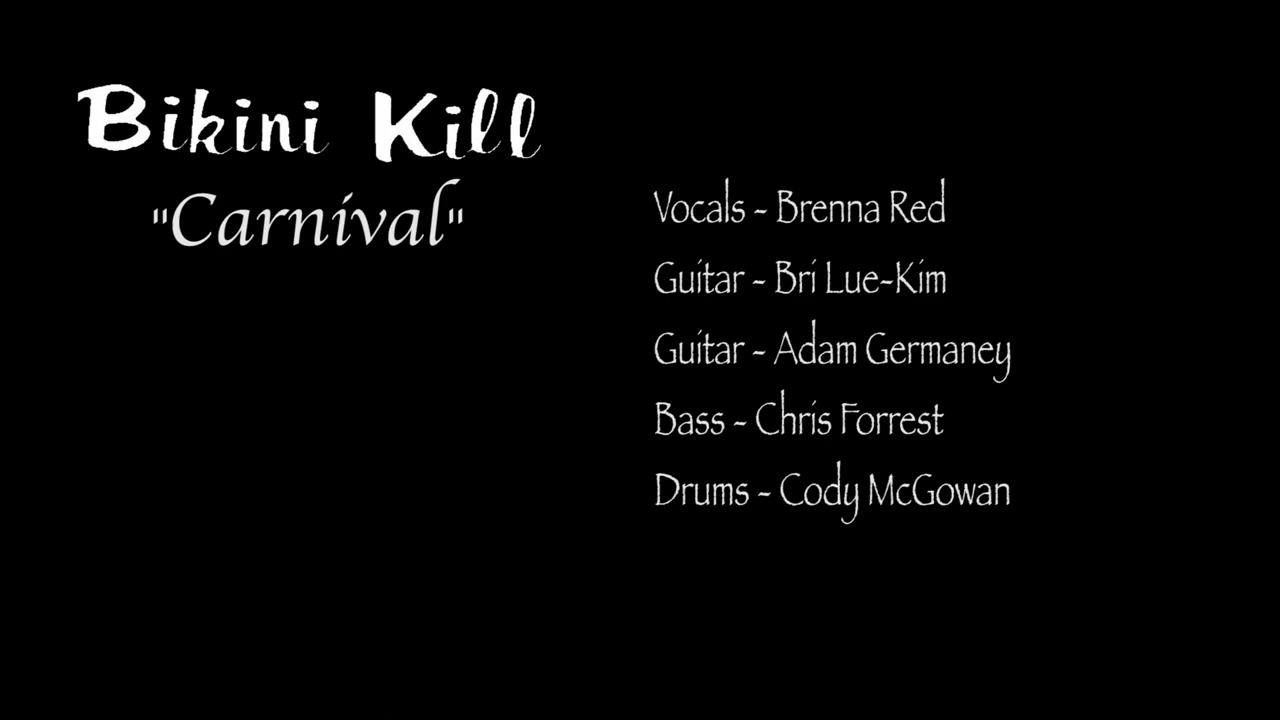 Bikini Kill
"Carnival"
Vocals - Brenna Red
Guitar - Bri Lue-Kim
Guitar - Adam Germaney
Bass - Chris Forrest
Drums - Cody McGowan